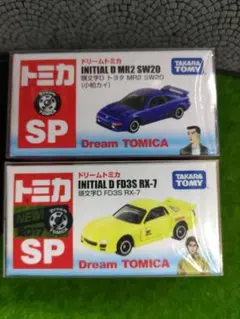 トミカ
SP
ドリームトミカ
INITIAL D MR2 SW20
頭文字D トヨタ MR2 SW20
(小柏カイ)
TAKARA
TOMY
Dream TOMICA
トミカ
SP
ドリームトミカ
INITIAL D FD3S RX-7
頭文字D FD3S RX-7
TAKARA
TOMY
Dream TOMICA